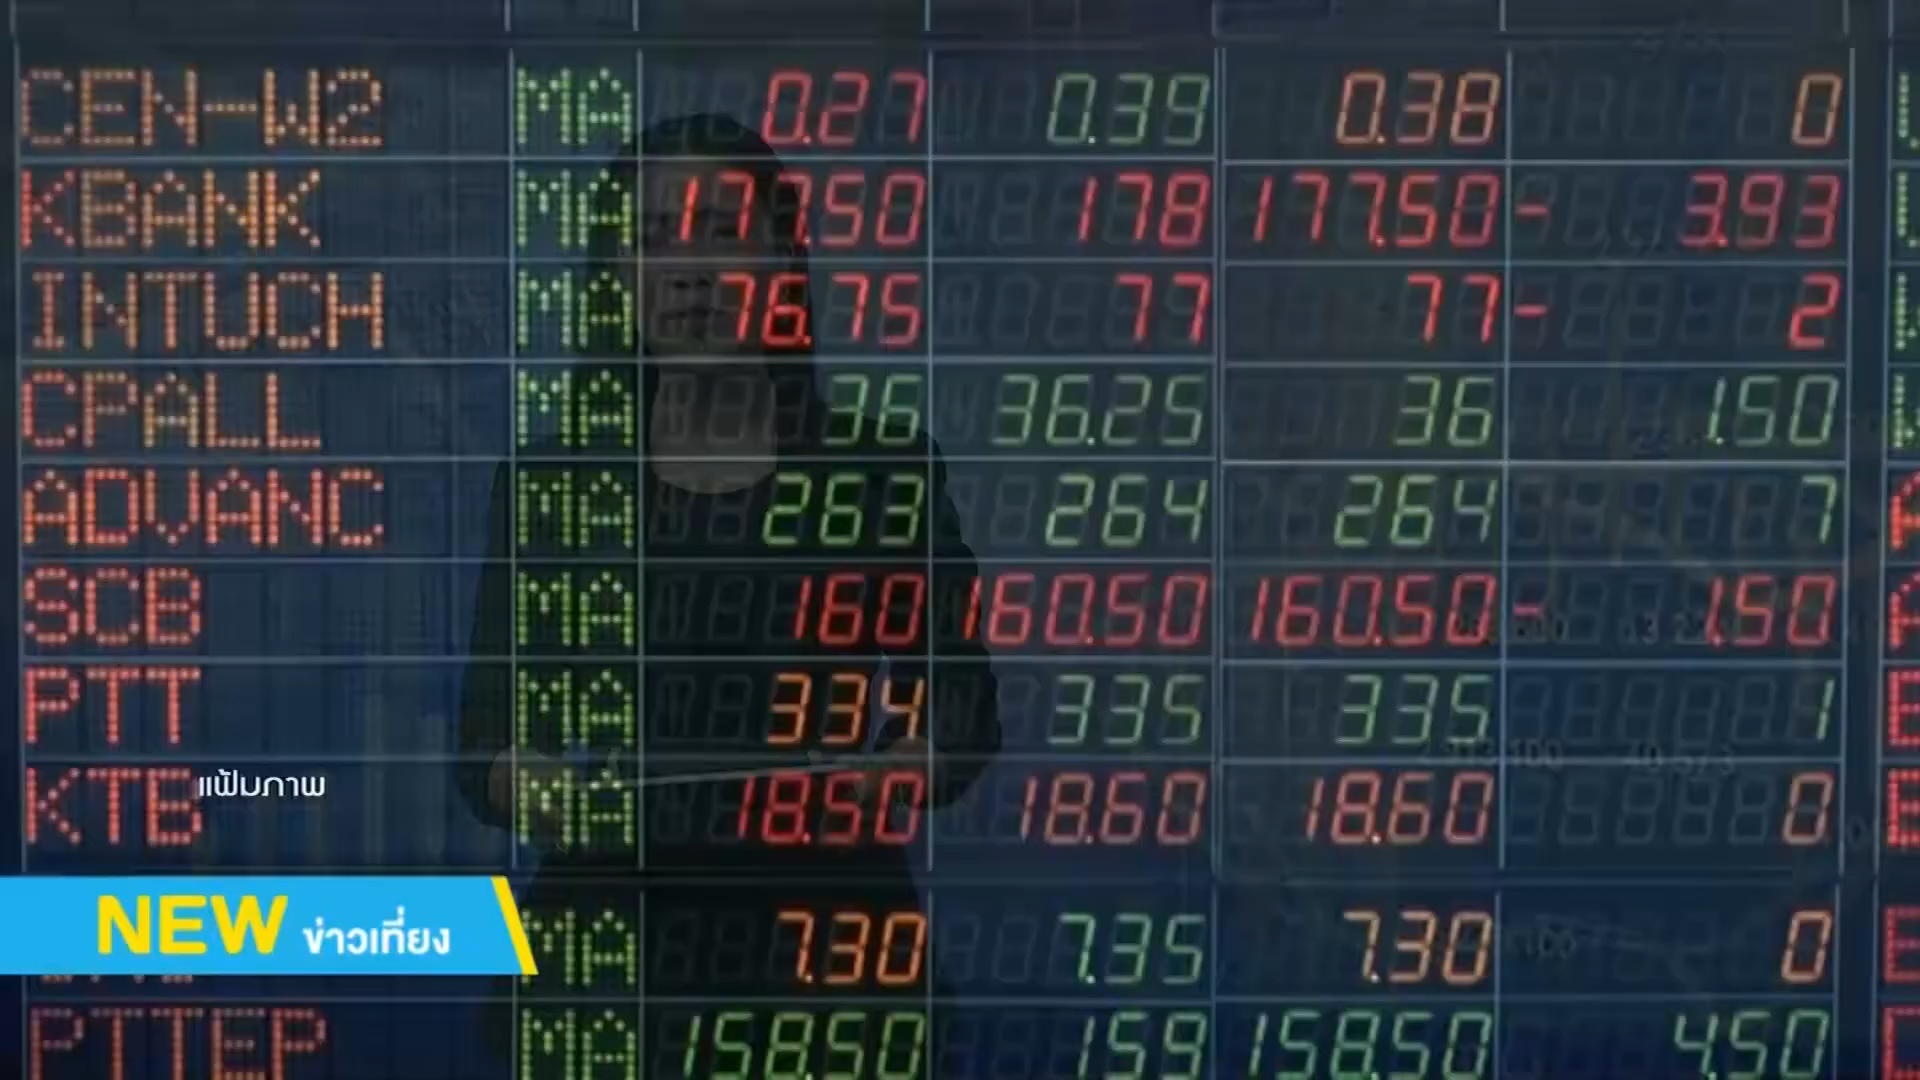 CEN-W2 MA 0.27 0.39 0.38 0
KBANK MA 177.50 178 177.50 - 3.93
INTUCH MA 76.75 77 77 - 2
CPALL MA 36 36.25 36 1.50
ADVANC MA 263 264 264 7
SCB MA 160 160.50 160.50 - 1.50
PTT MA 334 335 335 1
KTB MA 18.50 18.60 18.60 0
แฟ้มภาพ
NEW ข่าวเที่ยง
MA 7.30 7.35 7.30 0
PTTEP MA 158.50 159 158.50 4.50